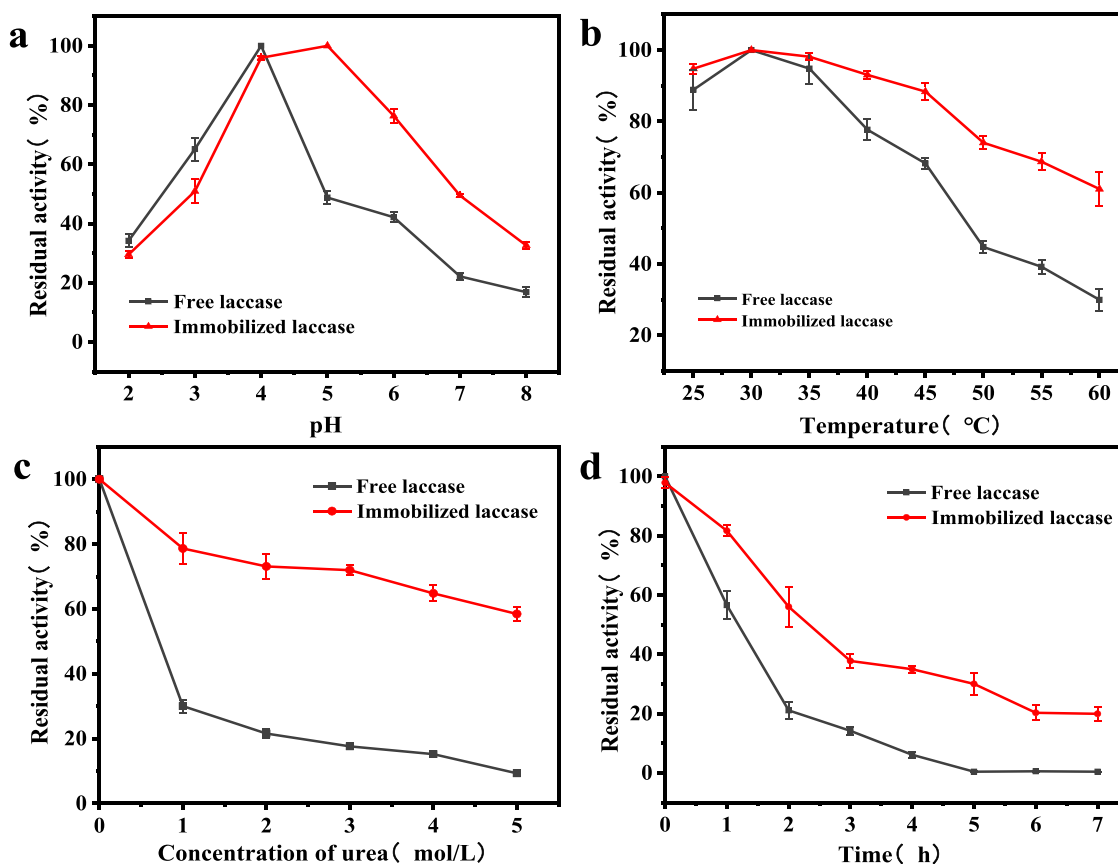 a
Residual activity( %)
100
80
60
40
20
0
Free laccase
Immobilized laccase
2 3 4 5 6 7 8
pH
b
Residual activity( %)
100
80
60
40
20
Free laccase
Immobilized laccase
25 30 35 40 45 50 55 60
Temperature( °C)
c
Residual activity( %)
100
80
60
40
20
0
Free laccase
Immobilized laccase
0 1 2 3 4 5
Concentration of urea( mol/L)
d
Residual activity( %)
100
80
60
40
20
0
Free laccase
Immobilized laccase
0 1 2 3 4 5 6 7
Time( h)